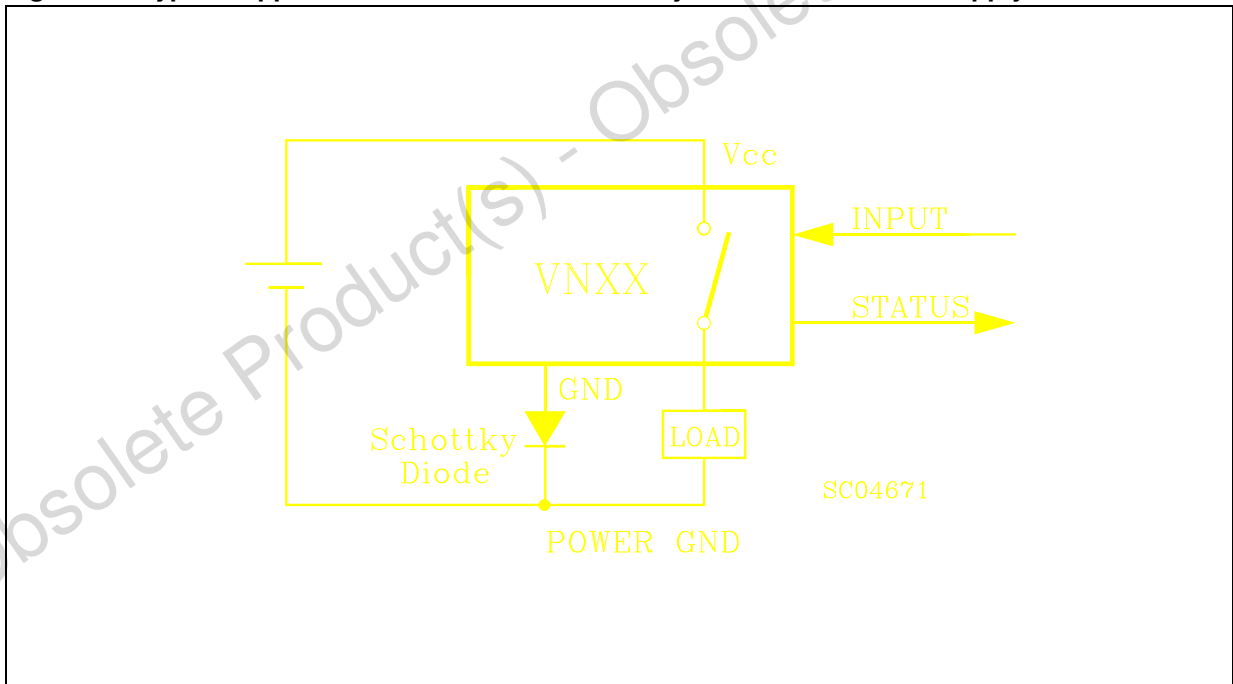 Vcc
INPUT
VNXX
STATUS
GND
Schottky
Diode
LOAD
SC04671
POWER GND
Obsolete Product(s) - Obsolete